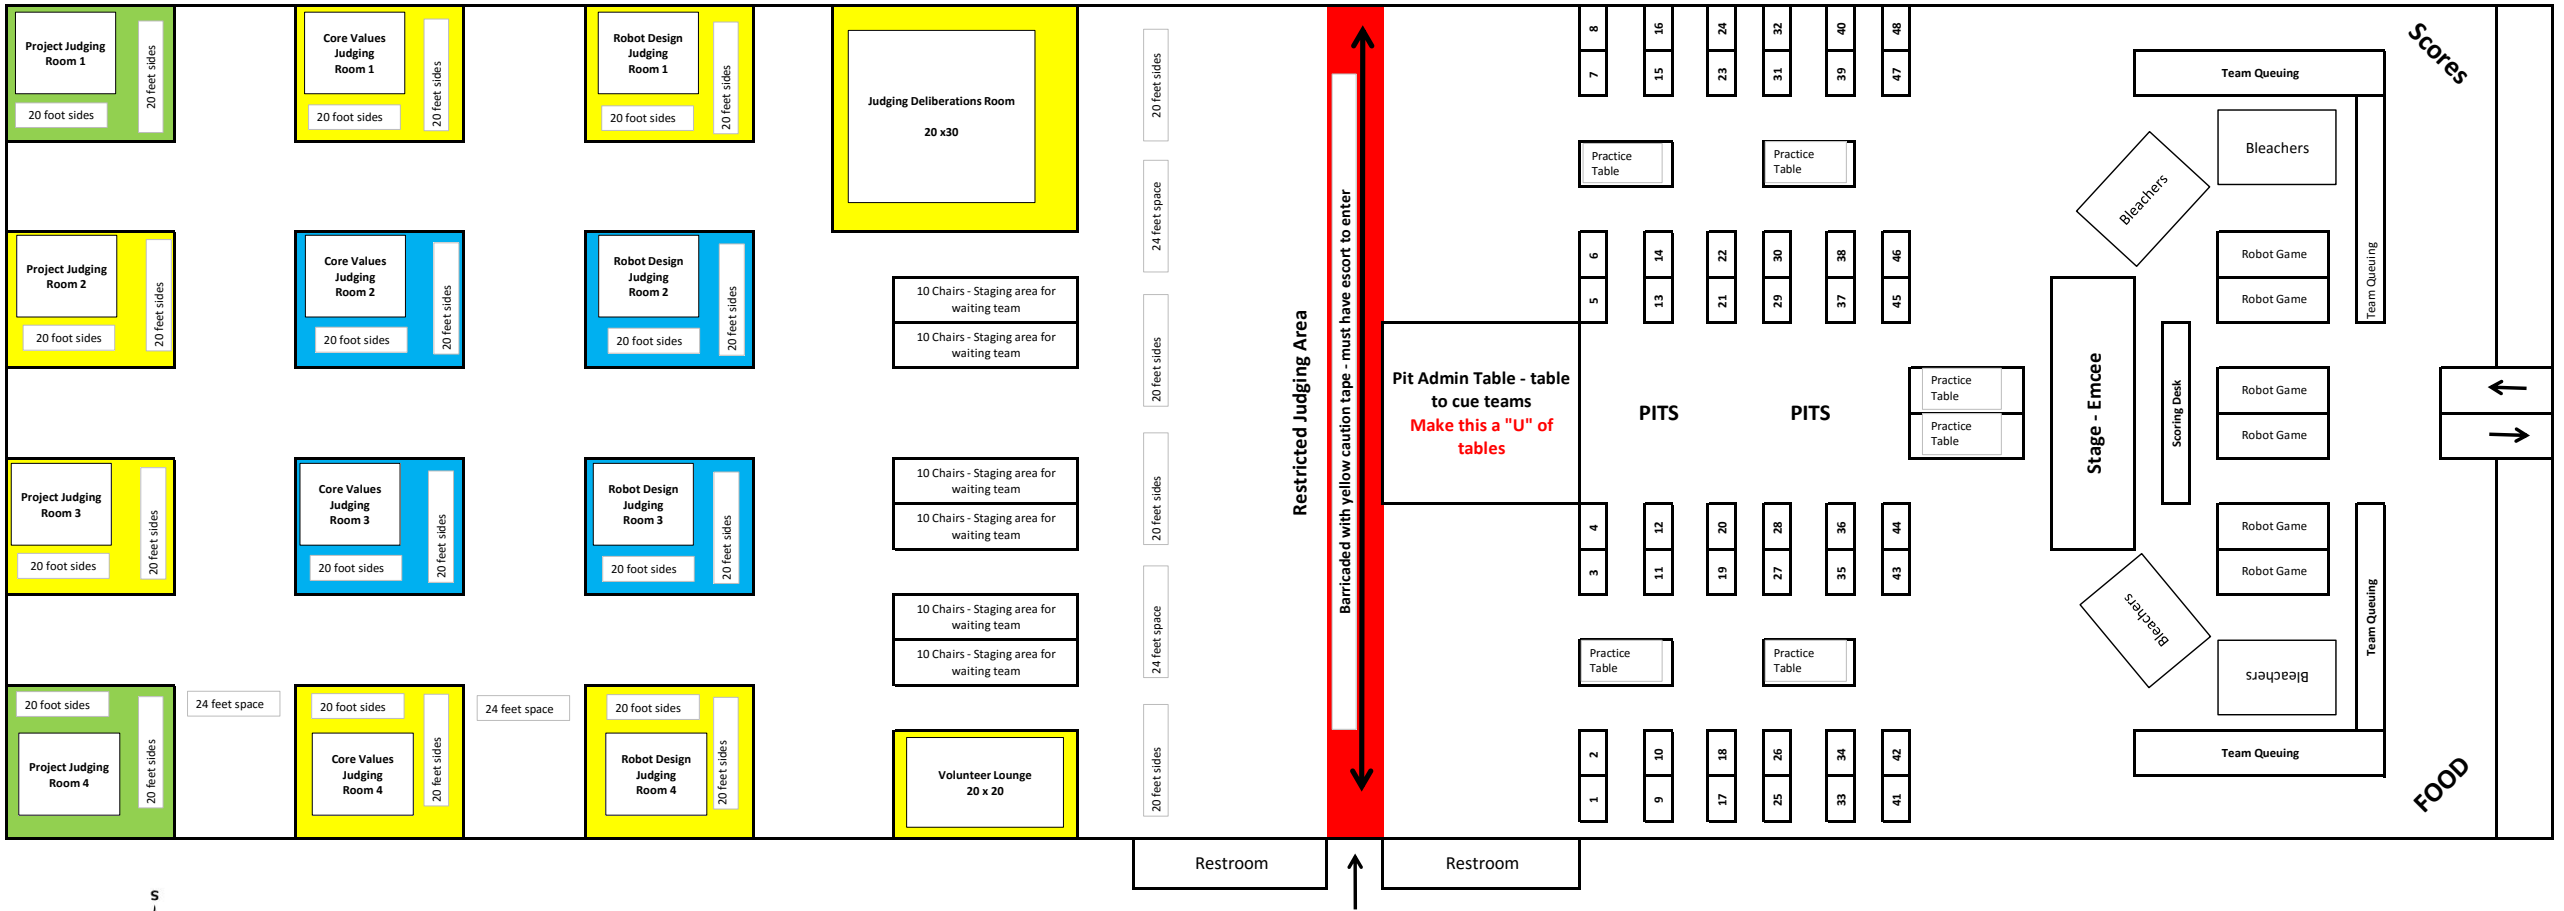 Project Judging
Room 1
20 foot sides
20 feet sides
Core Values
Judging
Room 1
20 foot sides
20 feet sides
Robot Design
Judging
Room 1
20 foot sides
20 feet sides
Judging Deliberations Room
20 x30
Project Judging
Room 2
20 foot sides
20 feet sides
Core Values
Judging
Room 2
20 foot sides
20 feet sides
Robot Design
Judging
Room 2
20 foot sides
20 feet sides
10 Chairs - Staging area for
waiting team
10 Chairs - Staging area for
waiting team
Project Judging
Room 3
20 foot sides
20 feet sides
Core Values
Judging
Room 3
20 foot sides
20 feet sides
Robot Design
Judging
Room 3
20 foot sides
20 feet sides
10 Chairs - Staging area for
waiting team
10 Chairs - Staging area for
waiting team
10 Chairs - Staging area for
waiting team
10 Chairs - Staging area for
waiting team
20 foot sides
Project Judging
Room 4
20 feet sides
24 feet space
20 foot sides
Core Values
Judging
Room 4
20 feet sides
24 feet space
20 foot sides
Robot Design
Judging
Room 4
20 feet sides
Volunteer Lounge
20 x 20
20 feet sides
24 feet space
20 feet sides
20 feet sides
24 feet space
20 feet sides
Restricted Judging Area
Barricaded with yellow caution tape - must have escort to enter
Pit Admin Table - table
to cue teams
Make this a "U" of
tables
8 16 24 32 40 48
7 15 23 31 39 47
Practice
Table
Practice
Table
6 14 22 30 38 46
5 13 21 29 37 45
PITS
PITS
Practice
Table
Practice
Table
4 12 20 28 36 44
3 11 19 27 35 43
Practice
Table
Practice
Table
2 10 18 26 34 42
1 9 17 25 33 41
Stage - Emcee
Scoring Desk
Scores
Team Queuing
Bleachers
Bleachers
Team Queuing
Robot Game
Robot Game
Robot Game
Robot Game
Robot Game
Robot Game
Bleachers
Bleachers
Team Queuing
Team Queuing
FOOD
Restroom
Restroom
S